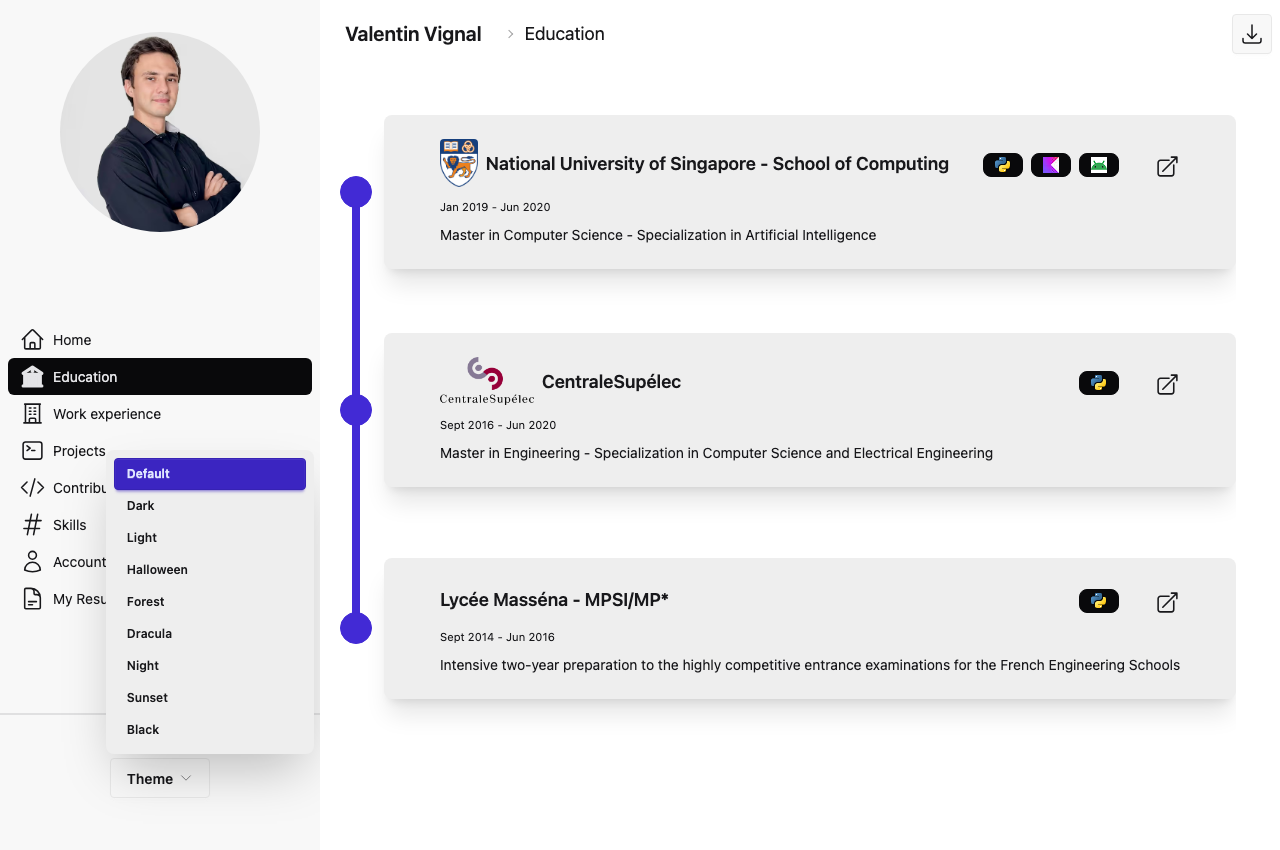 Valentin Vignal
Education
Home
Education
Work experience
Projects
Contribu
Skills
Account
My Resu
Default
Dark
Light
Halloween
Forest
Dracula
Night
Sunset
Black
Theme
National University of Singapore - School of Computing
Jan 2019 - Jun 2020
Master in Computer Science - Specialization in Artificial Intelligence
CentraleSupélec
CentraleSupélec
Sept 2016 - Jun 2020
Master in Engineering - Specialization in Computer Science and Electrical Engineering
Lycée Masséna - MPSI/MP*
Sept 2014 - Jun 2016
Intensive two-year preparation to the highly competitive entrance examinations for the French Engineering Schools